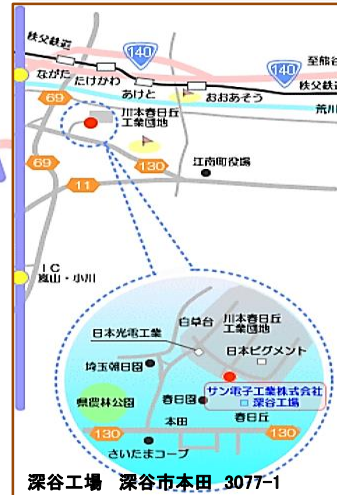 秩父鉄道
140
至熊谷
140
ながた
たけかわ
あけと
おおあそう
秩父鉄道
荒川
69
川本春日丘
工業団地
69
130
江南町役場
11
IC
嵐山・小川
白草台
川本春日丘
工業団地
日本光電工業
日本ピグメント
埼玉朝日園
サン電子工業株式会社
深谷工場
県農林公園
春日園
春日丘
本田
130
130
さいたまコープ
深谷工場 深谷市本田 3077-1